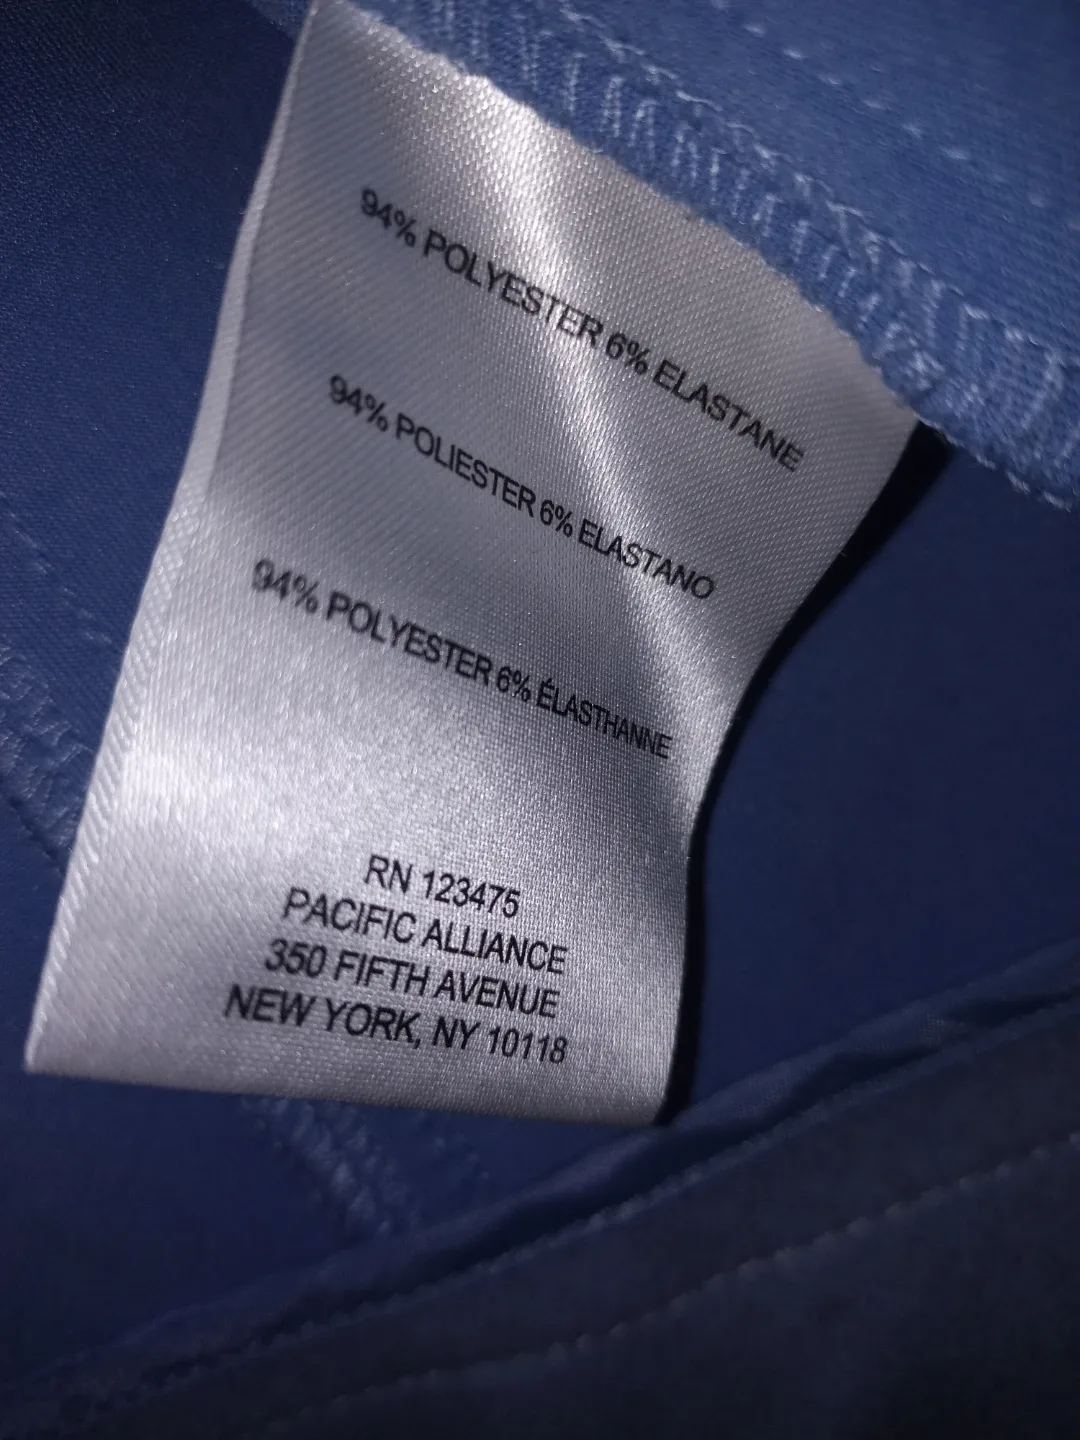 94% POLYESTER 6% ELASTANE
94% POLIESTER 6% ELASTANO
94% POLYESTER 6% ÉLASTHANNE
RN 123475
PACIFIC ALLIANCE
350 FIFTH AVENUE
NEW YORK, NY 10118